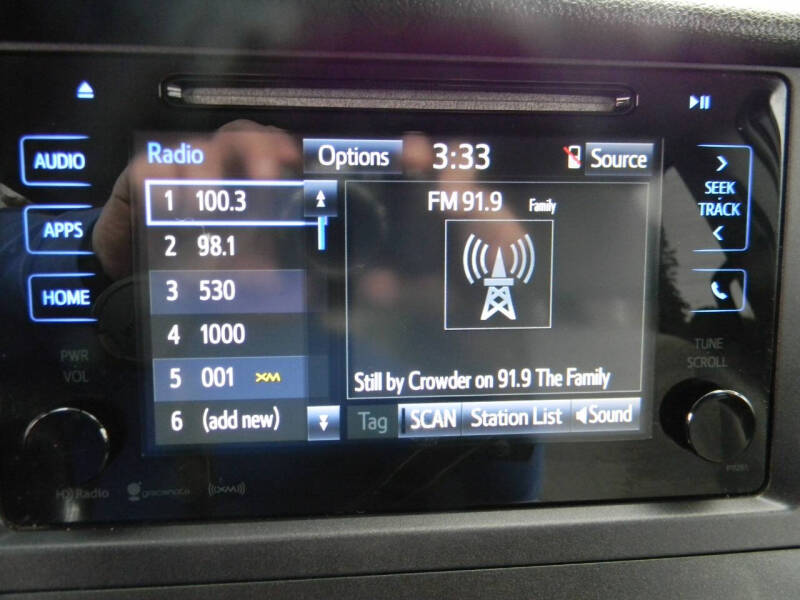 AUDIO
APPS
HOME
PWR
VOL
Radio
Options
3:33
Source
1 100.3
2 98.1
3 530
4 1000
5 001 XM
6 (add new)
FM 91.9 Family
Still by Crowder on 91.9 The Family
Tag
SCAN
Station List
Sound
SEEK
TRACK
TUNE
SCROLL
HD Radio
gracenote
((XM))